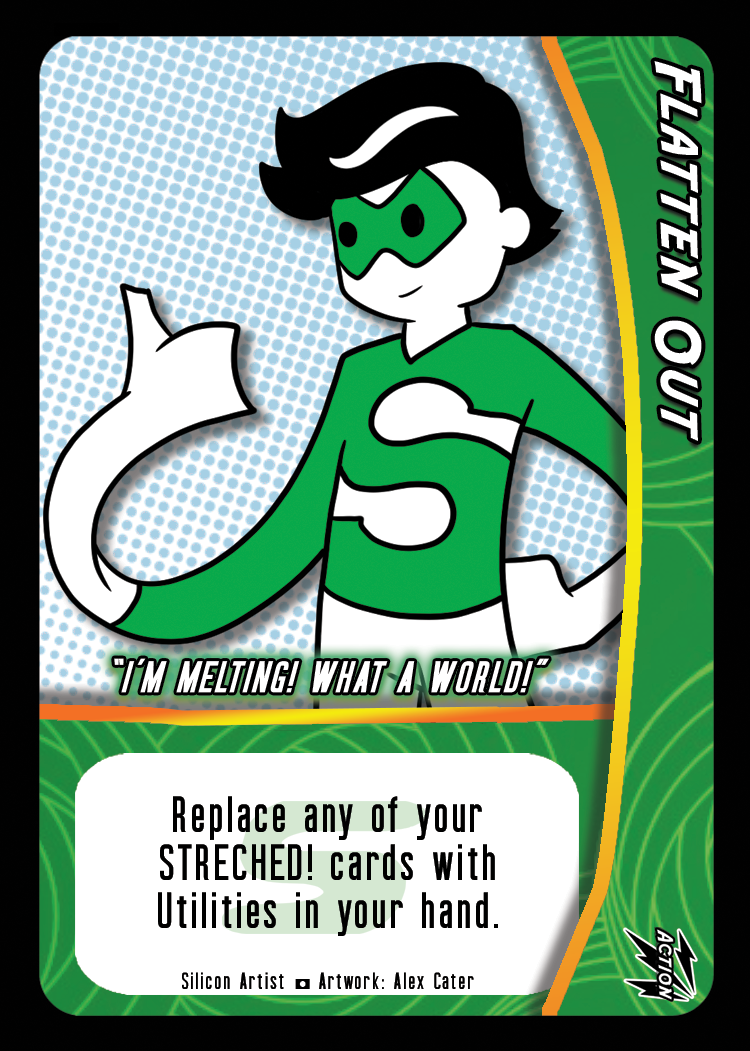 FLATTEN OUT
S
"I'M MELTING! WHAT A WORLD!"
Replace any of your
STRECHED! cards with
Utilities in your hand.
Silicon Artist Artwork: Alex Cater
ACTION